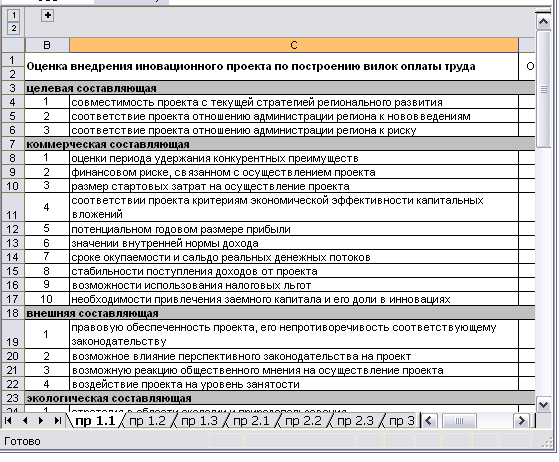 1
2
+
B C
1
2 Оценка внедрения иновационного проекта по построению вилок оплаты труда О
3 целевая составляющая
4 1 совместимость проекта с текущей стратегией регионального развовития
5 2 соответствие проекта отношению администрации региона к нововведениям
6 3 соответствие проекта отношению администрации региона к риску
7 коммерческая составляющая
8 1 оценки периода удержания конкурентных преимуществ
9 2 финансовом риске, связанном с осуществлением проекта
10 3 размер стартовых затрат на осуществление проекта
11 4 соответствии проекта критериям экономической эффективности капитальных
вложений
12 5 потенциальном годовом размере прибыли
13 6 значении внутренней нормы дохода
14 7 сроке окупаемости и сальдо реальных денежных потоков
15 8 стабильности поступления доходов от проекта
16 9 возможности использования налоговых льгот
17 10 необходимости привлечения заемного капитала и его доли в инновациях
18 внешняя составляющая
19 1 правовую обеспеченность проекта, его непротиворечивость соответствующему
законодательству
20 2 возможное влияние перспективного законодательства на проект
21 3 возможную реакцию общественного мнения на осуществление проекта
22 4 воздействие проекта на уровень занятости
23 экологическая составляющая
24 1 стратегия в области экологии и природопользования
пр 1.1 пр 1.2 пр 1.3 пр 2.1 пр 2.2 пр 2.3 пр 3
Готово